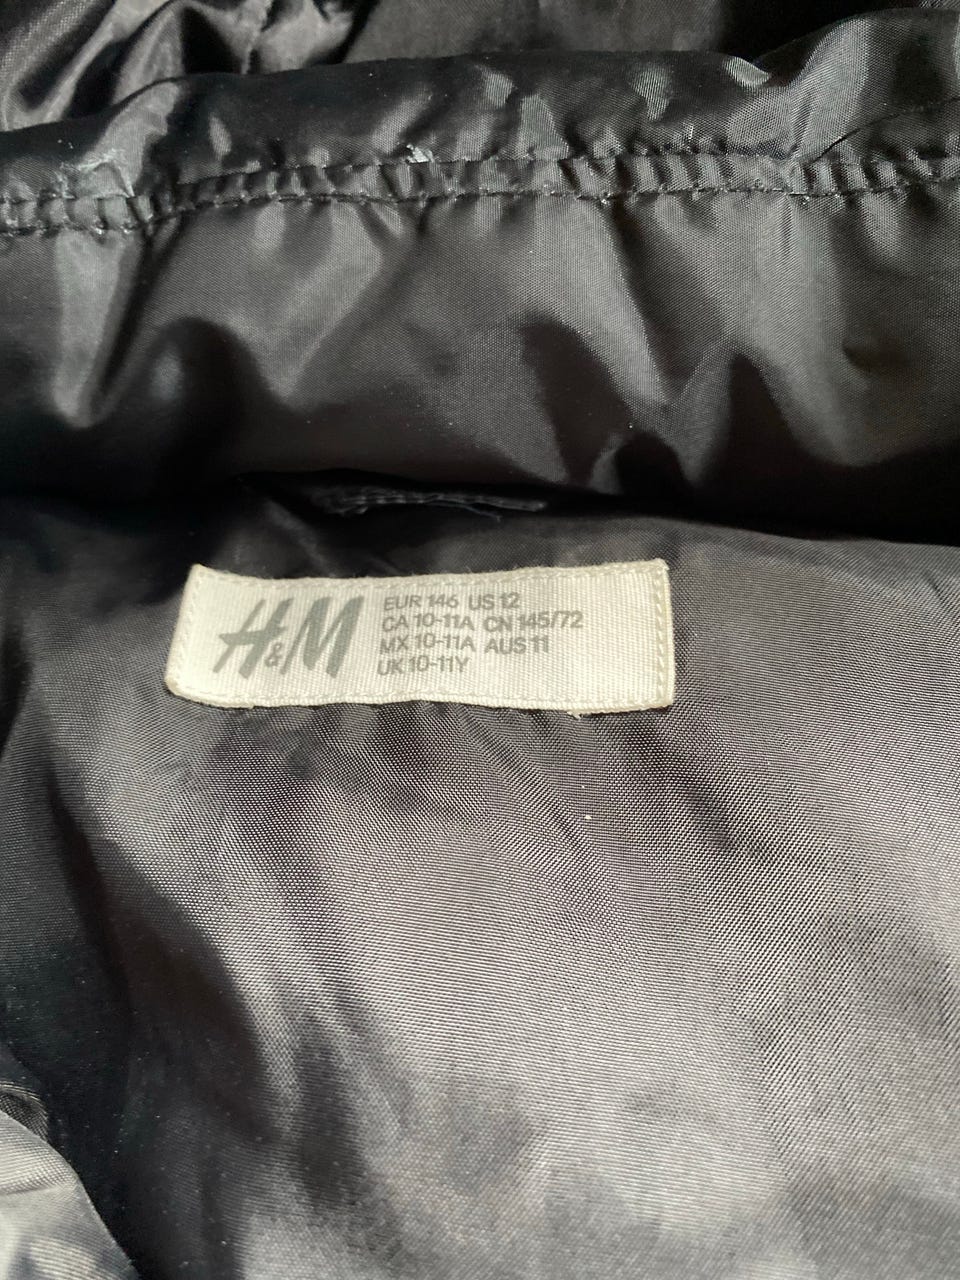 H&M
EUR 146 US 12
CA 10-11A CN 145/72
MX 10-11A AUS 11
UK 10-11Y